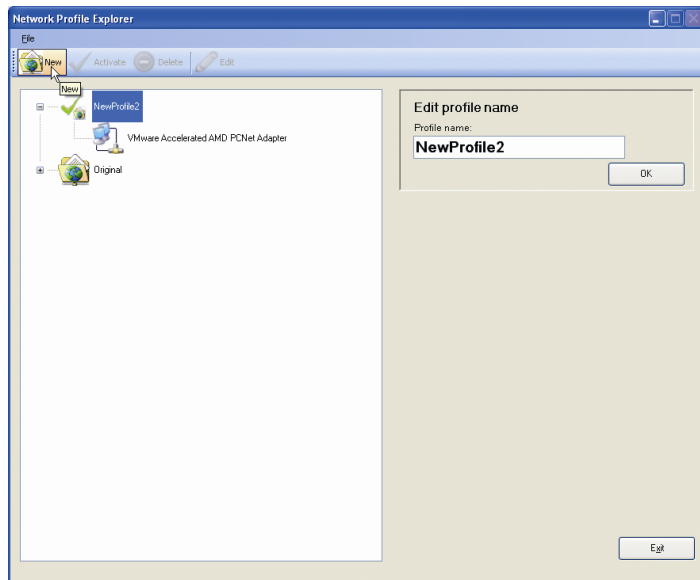 Network Profile Explorer
File
New Activate Delete Edit
New
NewProfile2
VMware Accelerated AMD PCNet Adapter
Original
Edit profile name
Profile name:
NewProfile2
OK
Exit